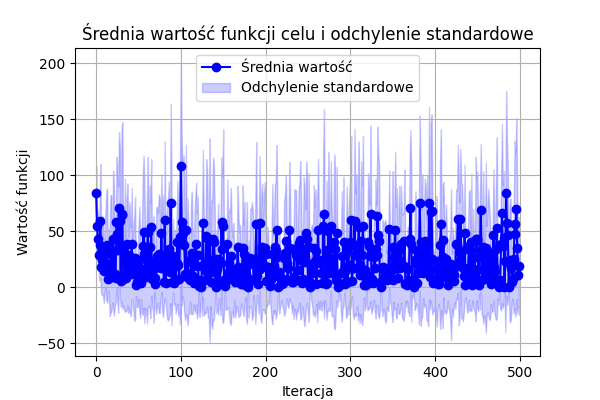 Średnia wartość funkcji celu i odchylenie standardowe
Średnia wartość
Odchylenie standardowe
Wartość funkcji
200
150
100
50
0
−50
0
100
200
300
400
500
Iteracja